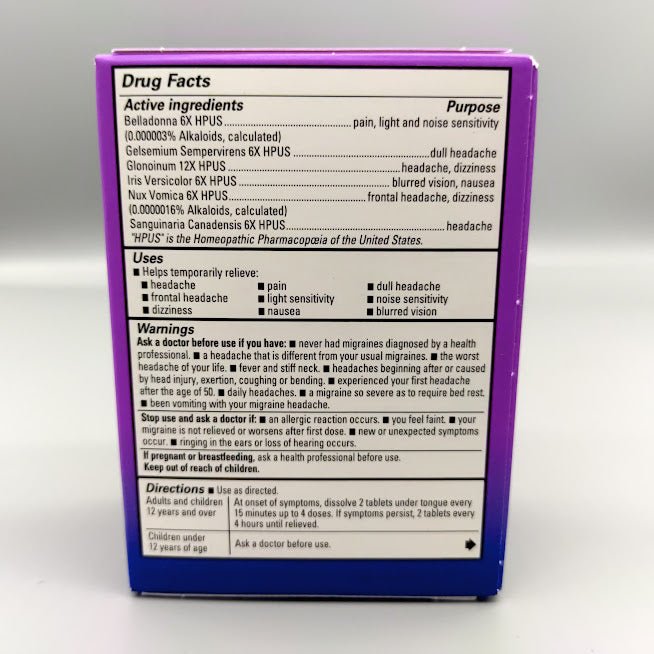 Drug Facts
Active ingredients Purpose
Belladonna 6X HPUS.......................................pain, light and noise sensitivity
(0.000003% Alkaloids, calculated)
Gelsemium Sempervirens 6X HPUS..........................................dull headache
Glonoinum 12X HPUS.....................................................headache, dizziness
Iris Versicolor 6X HPUS...............................................blurred vision, nausea
Nux Vomica 6X HPUS..........................................frontal headache, dizziness
(0.0000016% Alkaloids, calculated)
Sanguinaria Canadensis 6X HPUS..................................................headache
"HPUS" is the Homeopathic Pharmacopœia of the United States.
Uses
■ Helps temporarily relieve:
■ headache ■ pain ■ dull headache
■ frontal headache ■ light sensitivity ■ noise sensitivity
■ dizziness ■ nausea ■ blurred vision
Warnings
Ask a doctor before use if you have: ■ never had migraines diagnosed by a health
professional. ■ a headache that is different from your usual migraines. ■ the worst
headache of your life. ■ fever and stiff neck. ■ headaches beginning after or caused
by head injury, exertion, coughing or bending. ■ experienced your first headache
after the age of 50. ■ daily headaches. ■ a migraine so severe as to require bed rest.
■ been vomiting with your migraine headache.
Stop use and ask a doctor if: ■ an allergic reaction occurs. ■ you feel faint. ■ your
migraine is not relieved or worsens after first dose. ■ new or unexpected symptoms
occur. ■ ringing in the ears or loss of hearing occurs.
If pregnant or breastfeeding, ask a health professional before use.
Keep out of reach of children.
Directions ■ Use as directed.
Adults and children At onset of symptoms, dissolve 2 tablets under tongue every
12 years and over 15 minutes up to 4 doses. If symptoms persist, 2 tablets every
4 hours until relieved.
Children under
12 years of age Ask a doctor before use.